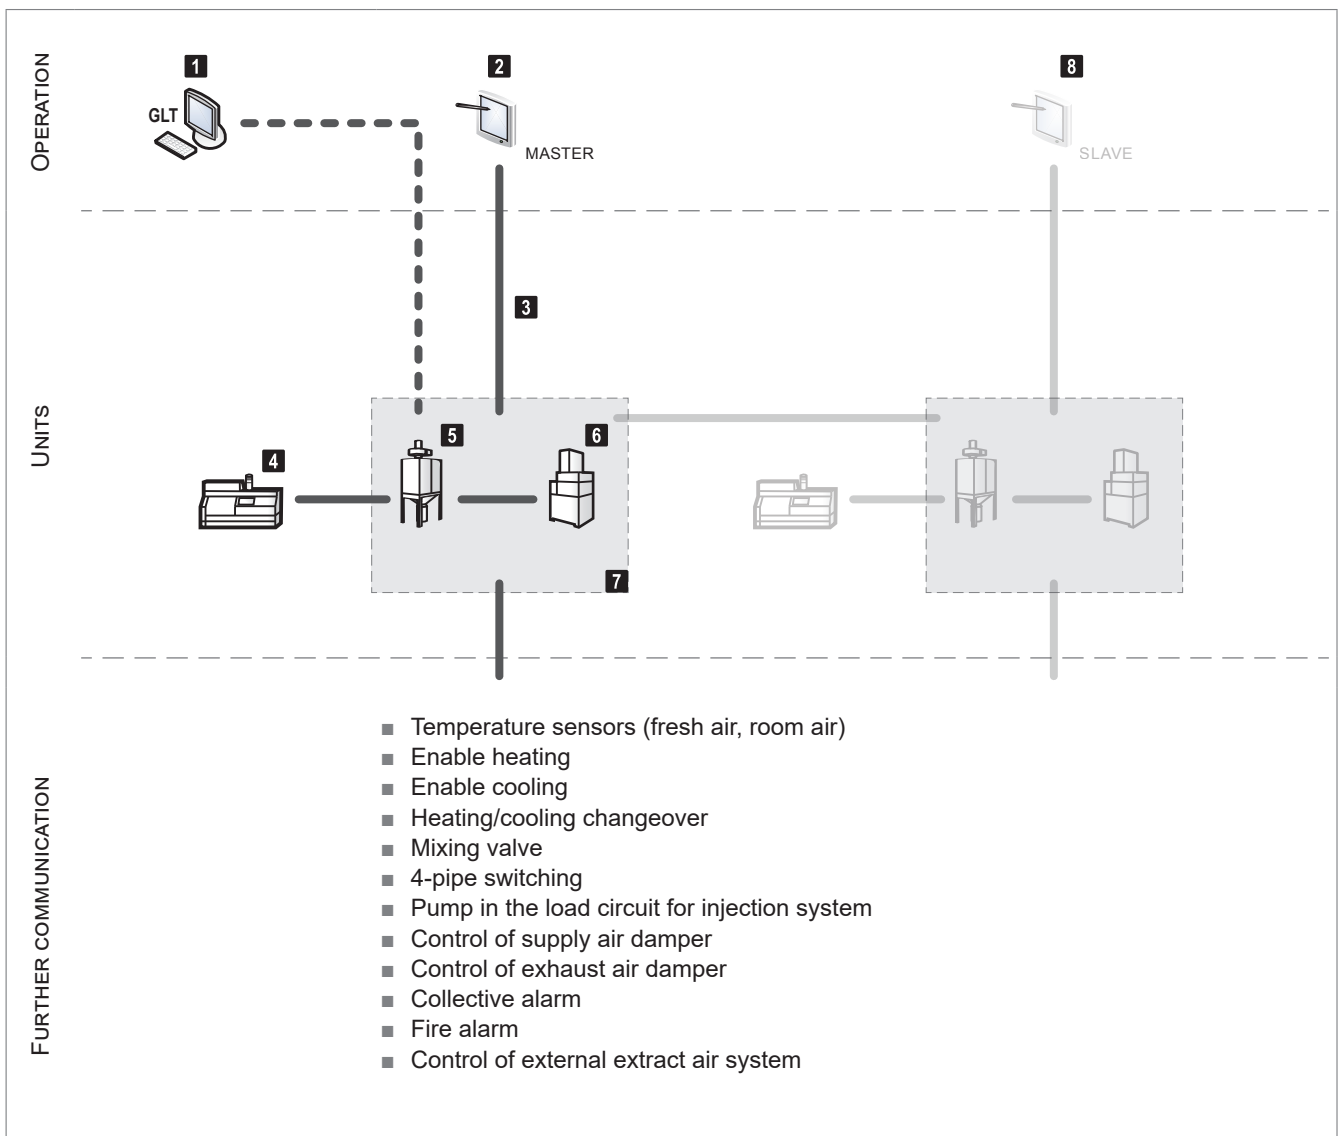 OPERATION
1
2
8
GLT
MASTER
SLAVE
3
UNITS
4
5
6
7
FURTHER COMMUNICATION
■ Temperature sensors (fresh air, room air)
■ Enable heating
■ Enable cooling
■ Heating/cooling changeover
■ Mixing valve
■ 4-pipe switching
■ Pump in the load circuit for injection system
■ Control of supply air damper
■ Control of exhaust air damper
■ Collective alarm
■ Fire alarm
■ Control of external extract air system